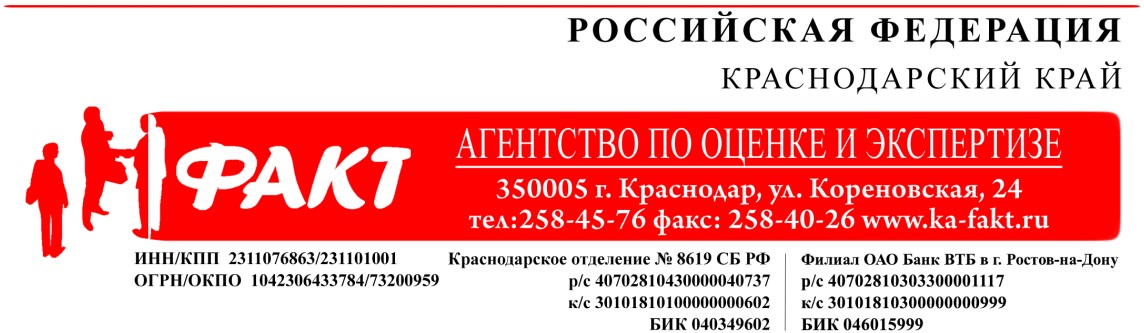 РОССИЙСКАЯ ФЕДЕРАЦИЯ
КРАСНОДАРСКИЙ КРАЙ
ФАКТ
АГЕНТСТВО ПО ОЦЕНКЕ И ЭКСПЕРТИЗЕ
350005 г. Краснодар, ул. Кореновская, 24
тел:258-45-76 факс: 258-40-26 www.ka-fakt.ru
ИНН/КПП 2311076863/231101001
ОГРН/ОКПО 1042306433784/73200959
Краснодарское отделение № 8619 СБ РФ
р/с 40702810430000040737
к/с 30101810100000000602
БИК 040349602
Филиал ОАО Банк ВТБ в г. Ростов-на-Дону
р/с 40702810303300001117
к/с 30101810300000000999
БИК 046015999